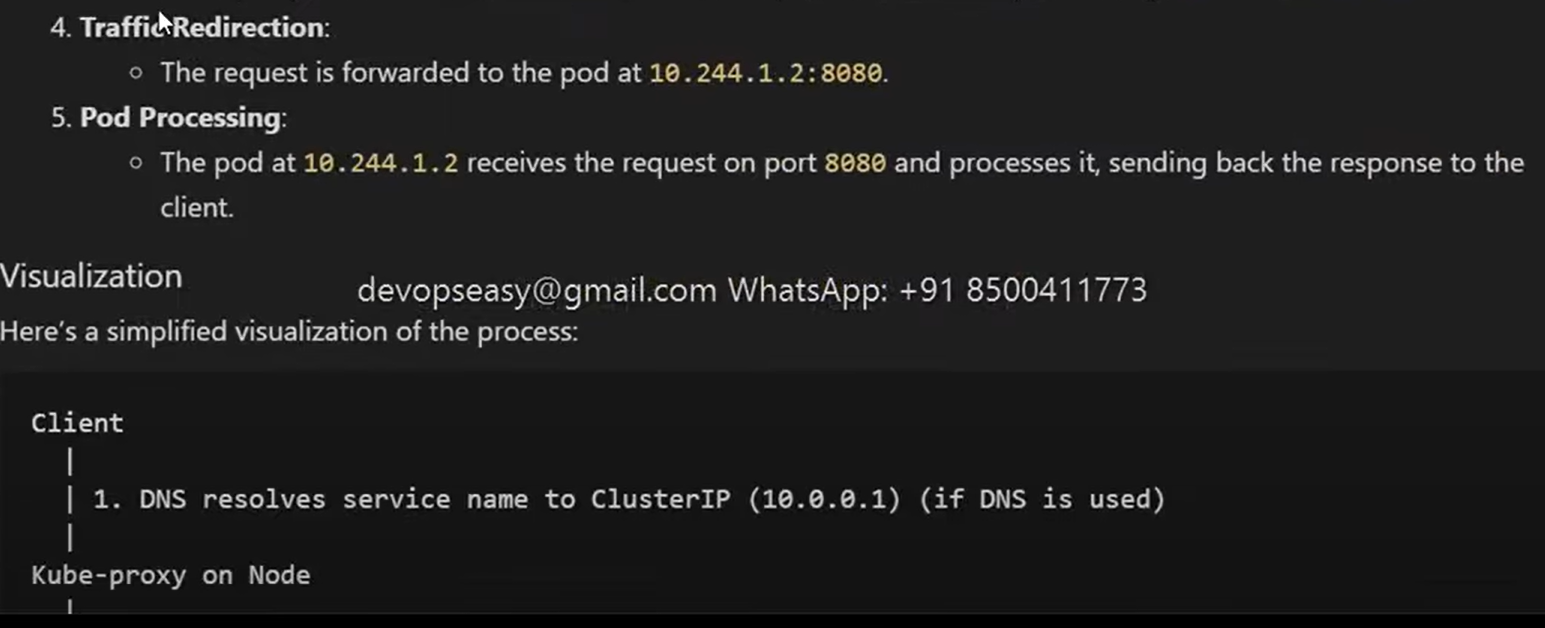 4. Traffic Redirection:
○ The request is forwarded to the pod at 10.244.1.2:8080.
5. Pod Processing:
○ The pod at 10.244.1.2 receives the request on port 8080 and processes it, sending back the response to the
client.
Visualization
devopseasy@gmail.com WhatsApp: +91 8500411773
Here's a simplified visualization of the process:
Client
|
| 1. DNS resolves service name to ClusterIP (10.0.0.1) (if DNS is used)
|
Kube-proxy on Node
|